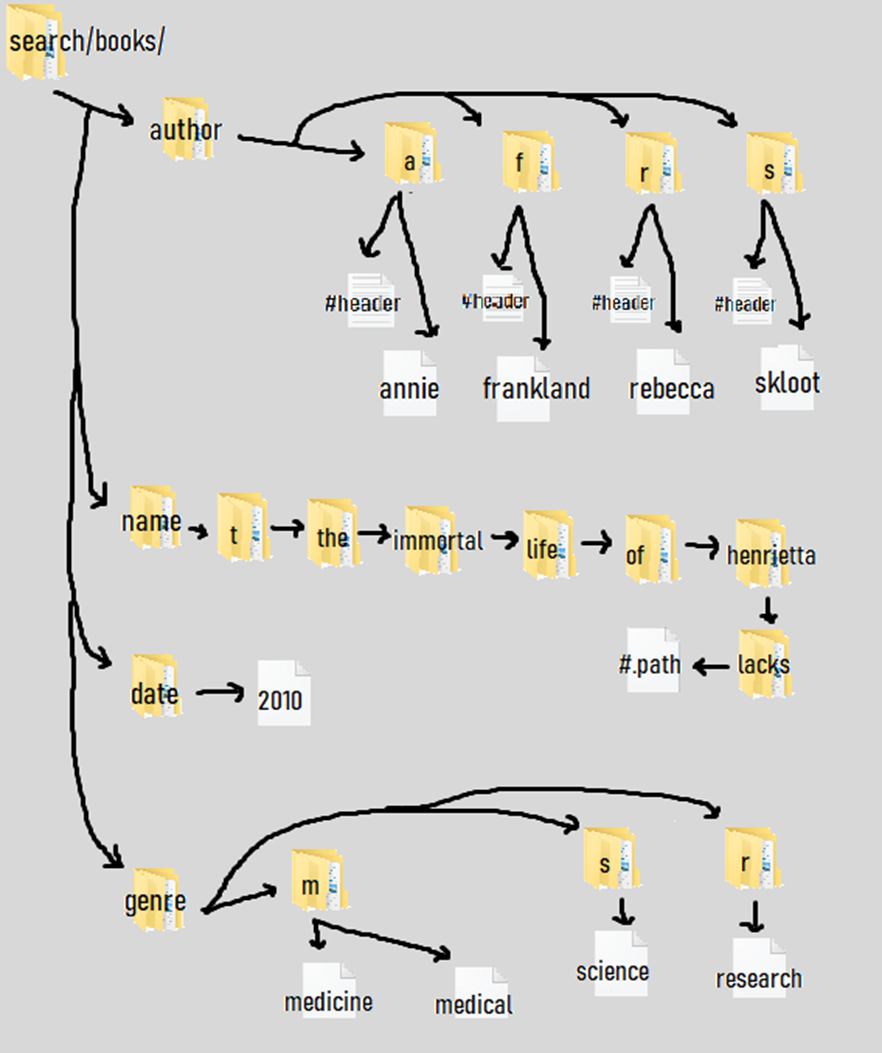 search/books/
author
a
f
r
s
#header
#header
#header
#header
annie
frankland
rebecca
skloot
name
t
the
immortal
life
of
henrietta
#.path
lacks
date
2010
genre
m
s
r
medicine
medical
science
research